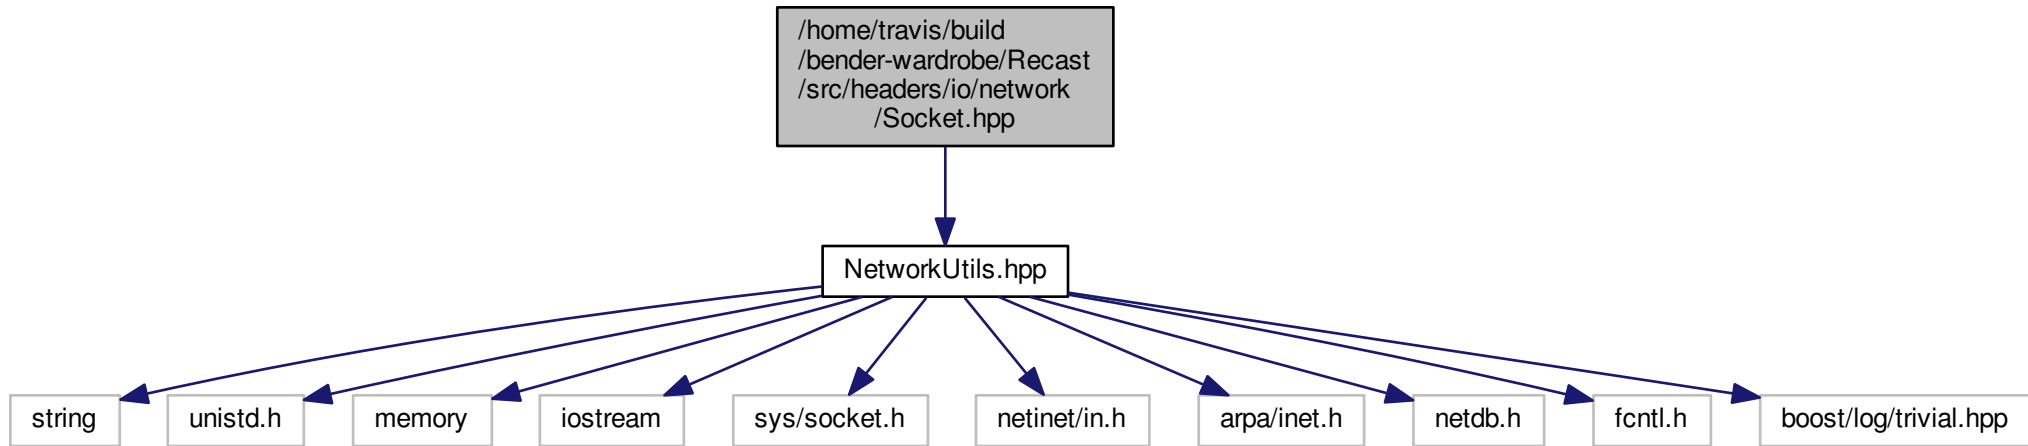 /home/travis/build
/bender-wardrobe/Recast
/src/headers/io/network
/Socket.hpp
NetworkUtils.hpp
string
unistd.h
memory
iostream
sys/socket.h
netinet/in.h
arpa/inet.h
netdb.h
fcntl.h
boost/log/trivial.hpp